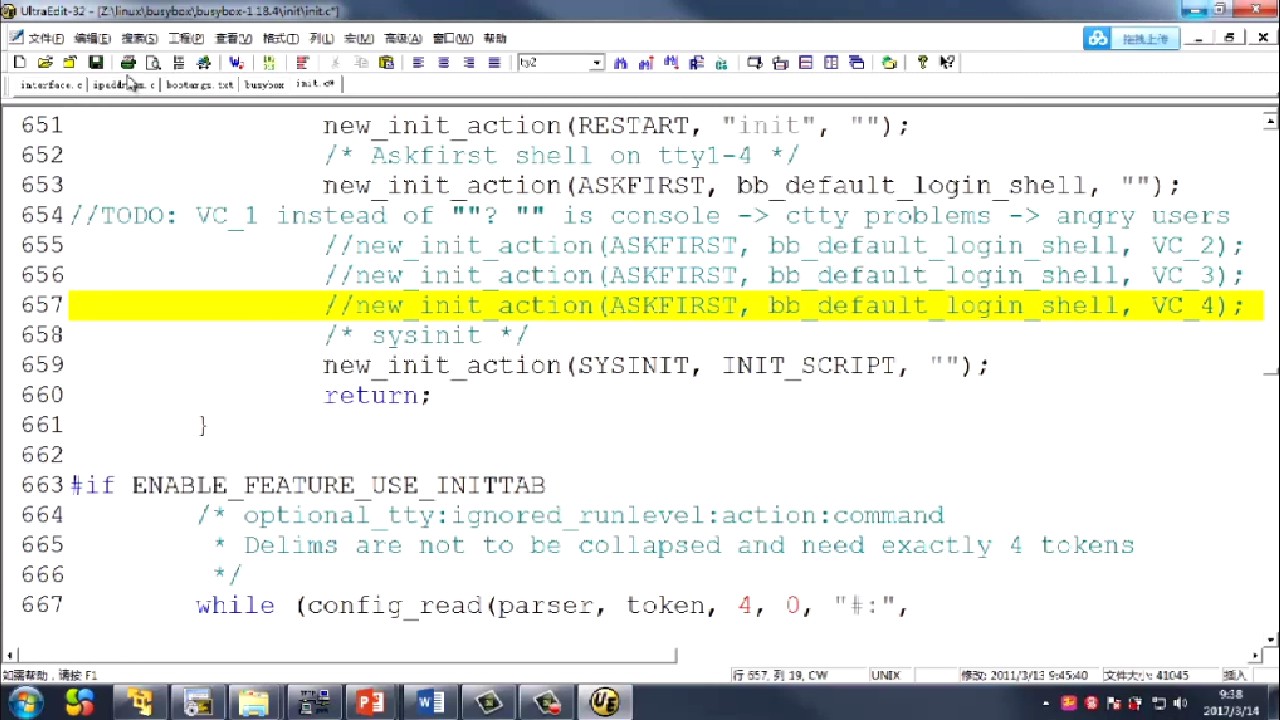 UltraEdit-32 - [Z:\linux\busybox\busybox-1 18.4\init\init.c*]
文件(F) 编辑(E) 搜索(S) 工程(P) 查看(V) 格式(T) 列(L) 宏(M) 高级(A) 窗口(W) 帮助
拖拽上传
interface.c bootargs.txt busybox init.c*
651 new_init_action(RESTART, "init", "");
652 /* Askfirst shell on tty1-4 */
653 new_init_action(ASKFIRST, bb_default_login_shell, "");
654 //TODO: VC_1 instead of ""? "" is console -> ctty problems -> angry users
655 //new_init_action(ASKFIRST, bb_default_login_shell, VC_2);
656 //new_init_action(ASKFIRST, bb_default_login_shell, VC_3);
657 //new_init_action(ASKFIRST, bb_default_login_shell, VC_4);
658 /* sysinit */
659 new_init_action(SYSINIT, INIT_SCRIPT, "");
660 return;
661 }
662
663 #if ENABLE_FEATURE_USE_INITTAB
664 /* optional_tty:ignored_runlevel:action:command
665 * Delims are not to be collapsed and need exactly 4 tokens
666 */
667 while (config_read(parser, token, 4, 0, "#:",
如需帮助, 请按 F1 行 657, 列 19, CW UNIX 修改: 2011/3/13 9:45:40 文件大小: 41045 插入
9:38
2017/3/14